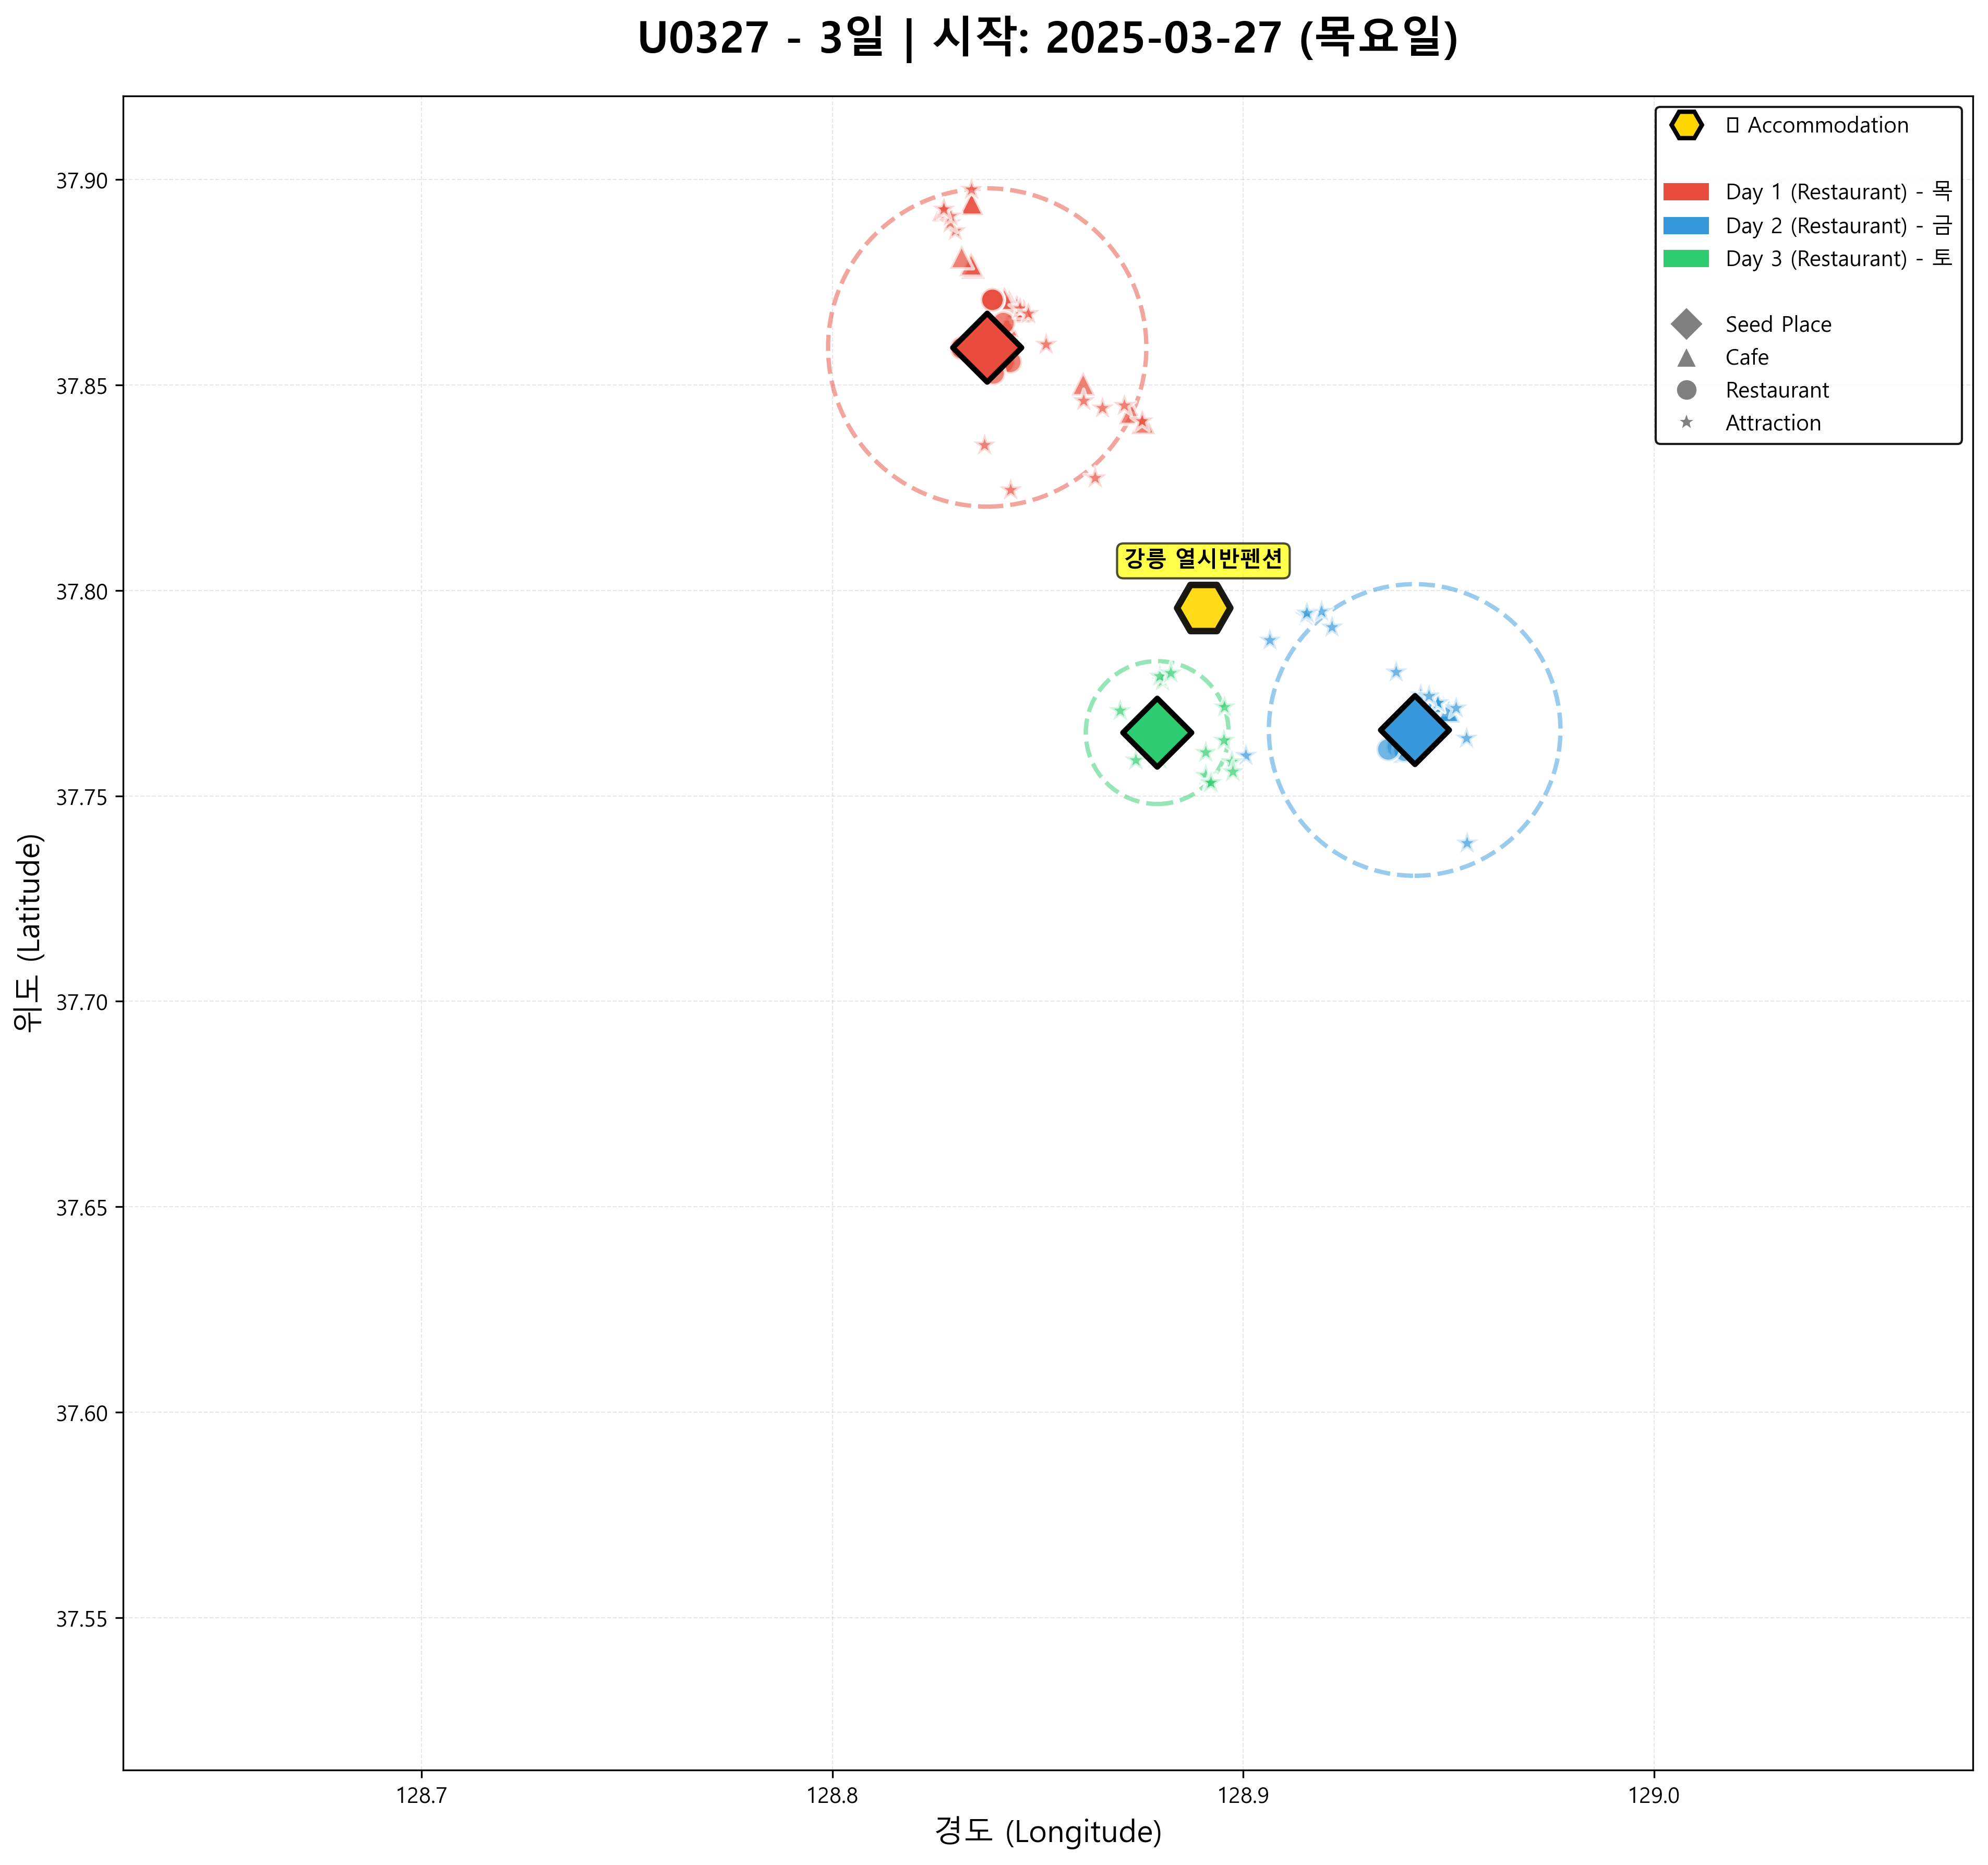 U0327 - 3일 | 시작: 2025-03-27 (목요일)
Accommodation
Day 1 (Restaurant) - 목
Day 2 (Restaurant) - 금
Day 3 (Restaurant) - 토
Seed Place
Cafe
Restaurant
Attraction
강릉 열시반펜션
위도 (Latitude)
37.90
37.85
37.80
37.75
37.70
37.65
37.60
37.55
128.7
128.8
128.9
129.0
경도 (Longitude)